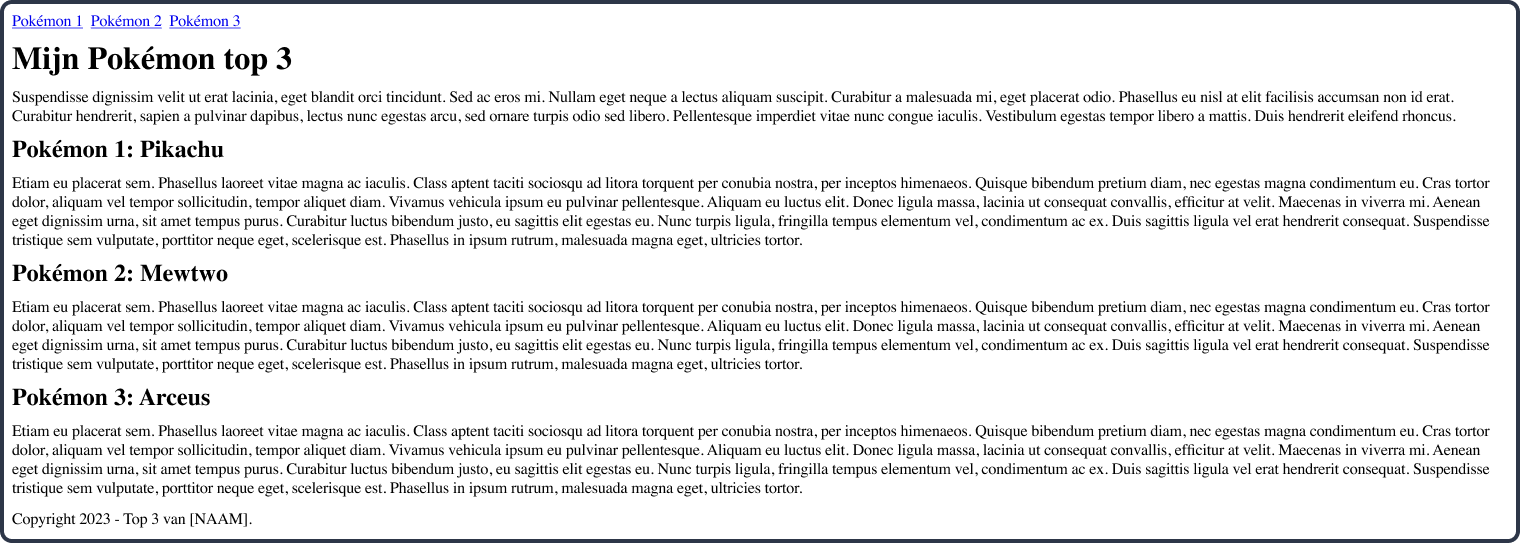 Pokémon 1 Pokémon 2 Pokémon 3
Mijn Pokémon top 3
Suspendisse dignissim velit ut erat lacinia, eget blandit orci tincidunt. Sed ac eros mi. Nullam eget neque a lectus aliquam suscipit. Curabitur a malesuada mi, eget placerat odio. Phasellus eu nisl at elit facilisis accumsan non id erat.
Curabitur hendrerit, sapien a pulvinar dapibus, lectus nunc egestas arcu, sed ornare turpis odio sed libero. Pellentesque imperdiet vitae nunc congue iaculis. Vestibulum egestas tempor libero a mattis. Duis hendrerit eleifend rhoncus.
Pokémon 1: Pikachu
Etiam eu placerat sem. Phasellus laoreet vitae magna ac iaculis. Class aptent taciti sociosqu ad litora torquent per conubia nostra, per inceptos himenaeos. Quisque bibendum pretium diam, nec egestas magna condimentum eu. Cras tortor
dolor, aliquam vel tempor sollicitudin, tempor aliquet diam. Vivamus vehicula ipsum eu pulvinar pellentesque. Aliquam eu luctus elit. Donec ligula massa, lacinia ut consequat convallis, efficitur at velit. Maecenas in viverra mi. Aenean
eget dignissim urna, sit amet tempus purus. Curabitur luctus bibendum justo, eu sagittis elit egestas eu. Nunc turpis ligula, fringilla tempus elementum vel, condimentum ac ex. Duis sagittis ligula vel erat hendrerit consequat. Suspendisse
tristique sem vulputate, porttitor neque eget, scelerisque est. Phasellus in ipsum rutrum, malesuada magna eget, ultricies tortor.
Pokémon 2: Mewtwo
Etiam eu placerat sem. Phasellus laoreet vitae magna ac iaculis. Class aptent taciti sociosqu ad litora torquent per conubia nostra, per inceptos himenaeos. Quisque bibendum pretium diam, nec egestas magna condimentum eu. Cras tortor
dolor, aliquam vel tempor sollicitudin, tempor aliquet diam. Vivamus vehicula ipsum eu pulvinar pellentesque. Aliquam eu luctus elit. Donec ligula massa, lacinia ut consequat convallis, efficitur at velit. Maecenas in viverra mi. Aenean
eget dignissim urna, sit amet tempus purus. Curabitur luctus bibendum justo, eu sagittis elit egestas eu. Nunc turpis ligula, fringilla tempus elementum vel, condimentum ac ex. Duis sagittis ligula vel erat hendrerit consequat. Suspendisse
tristique sem vulputate, porttitor neque eget, scelerisque est. Phasellus in ipsum rutrum, malesuada magna eget, ultricies tortor.
Pokémon 3: Arceus
Etiam eu placerat sem. Phasellus laoreet vitae magna ac iaculis. Class aptent taciti sociosqu ad litora torquent per conubia nostra, per inceptos himenaeos. Quisque bibendum pretium diam, nec egestas magna condimentum eu. Cras tortor
dolor, aliquam vel tempor sollicitudin, tempor aliquet diam. Vivamus vehicula ipsum eu pulvinar pellentesque. Aliquam eu luctus elit. Donec ligula massa, lacinia ut consequat convallis, efficitur at velit. Maecenas in viverra mi. Aenean
eget dignissim urna, sit amet tempus purus. Curabitur luctus bibendum justo, eu sagittis elit egestas eu. Nunc turpis ligula, fringilla tempus elementum vel, condimentum ac ex. Duis sagittis ligula vel erat hendrerit consequat. Suspendisse
tristique sem vulputate, porttitor neque eget, scelerisque est. Phasellus in ipsum rutrum, malesuada magna eget, ultricies tortor.
Copyright 2023 - Top 3 van [NAAM].